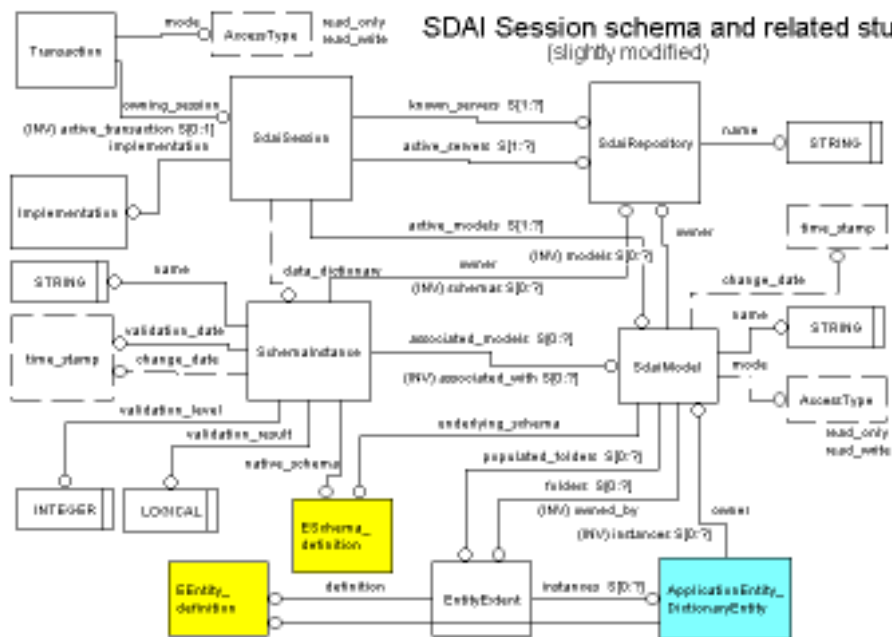 SDAI Session schema and related stu
(slightly modified)
mode
Transaction
AccessType
read_only
read_write
owning_session
(INV) active_transaction S[0:1]
implementation
SdaiSession
known_servers S[1:?]
active_servers S[1:?]
SdaiRepository
name
STRING
Implementation
active_models S[1:?]
(INV) models S[0:?]
owner
time_stamp
STRING
name
data_dictionary
owner
(INV) schemas S[0:?]
change_date
time_stamp
validation_date
change_date
SchemaInstance
associated_models S[0:?]
(INV) associated_with S[0:?]
SdaiModel
name
STRING
mode
AccessType
read_only
read_write
validation_level
validation_result
native_schema
underlying_schema
populated_folders S[0:?]
folders S[0:?]
(INV) owned_by
owner
(INV) instances S[0:?]
INTEGER
LOGICAL
ESchema_
definition
EEntity_
definition
definition
EntityExtent
instances S[0:?]
ApplicationEntity_
DictionaryEntity